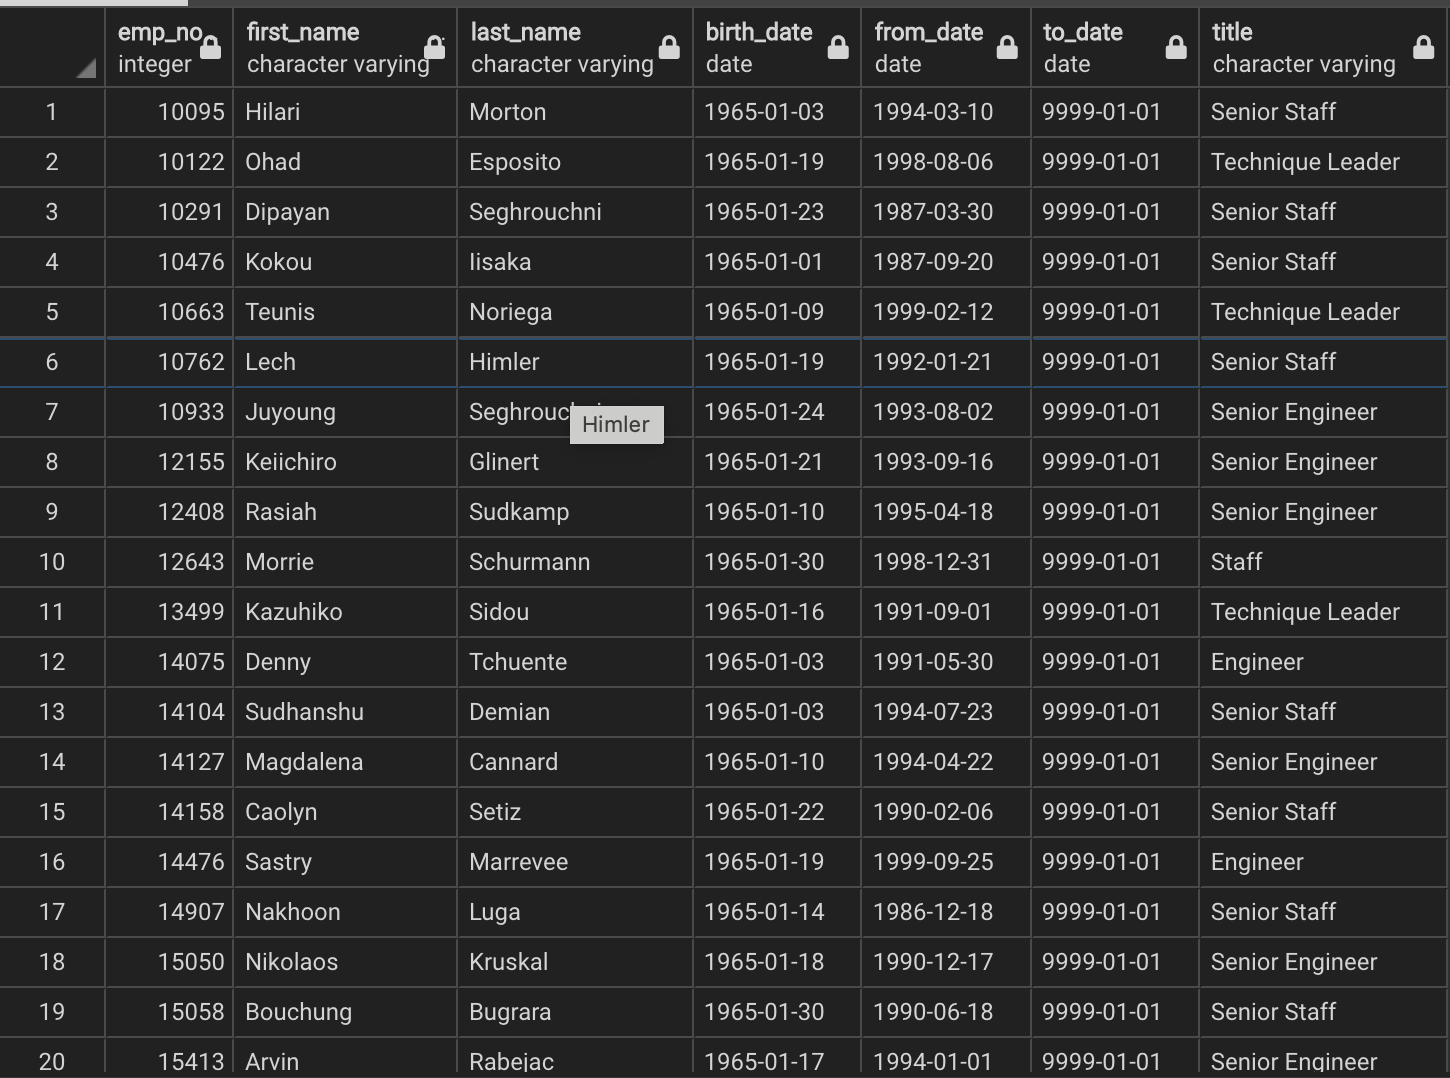 emp_no first_name last_name birth_date from_date to_date title
integer character varying character varying date date date character varying
1 10095 Hilari Morton 1965-01-03 1994-03-10 9999-01-01 Senior Staff
2 10122 Ohad Esposito 1965-01-19 1998-08-06 9999-01-01 Technique Leader
3 10291 Dipayan Seghrouchni 1965-01-23 1987-03-30 9999-01-01 Senior Staff
4 10476 Kokou Iisaka 1965-01-01 1987-09-20 9999-01-01 Senior Staff
5 10663 Teunis Noriega 1965-01-09 1999-02-12 9999-01-01 Technique Leader
6 10762 Lech Himler 1965-01-19 1992-01-21 9999-01-01 Senior Staff
7 10933 Juyoung 1965-01-24 1993-08-02 9999-01-01 Senior Engineer
Himler
8 12155 Keiichiro Glinert 1965-01-21 1993-09-16 9999-01-01 Senior Engineer
9 12408 Rasiah Sudkamp 1965-01-10 1995-04-18 9999-01-01 Senior Engineer
10 12643 Morrie Schurmann 1965-01-30 1998-12-31 9999-01-01 Staff
11 13499 Kazuhiko Sidou 1965-01-16 1991-09-01 9999-01-01 Technique Leader
12 14075 Denny Tchuente 1965-01-03 1991-05-30 9999-01-01 Engineer
13 14104 Sudhanshu Demian 1965-01-03 1994-07-23 9999-01-01 Senior Staff
14 14127 Magdalena Cannard 1965-01-10 1994-04-22 9999-01-01 Senior Engineer
15 14158 Caolyn Setiz 1965-01-22 1990-02-06 9999-01-01 Senior Staff
16 14476 Sastry Marrevee 1965-01-19 1999-09-25 9999-01-01 Engineer
17 14907 Nakhoon Luga 1965-01-14 1986-12-18 9999-01-01 Senior Staff
18 15050 Nikolaos Kruskal 1965-01-18 1990-12-17 9999-01-01 Senior Engineer
19 15058 Bouchung Bugrara 1965-01-30 1990-06-18 9999-01-01 Senior Staff
20 15413 Arvin Rabejac 1965-01-17 1994-01-01 9999-01-01 Senior Engineer